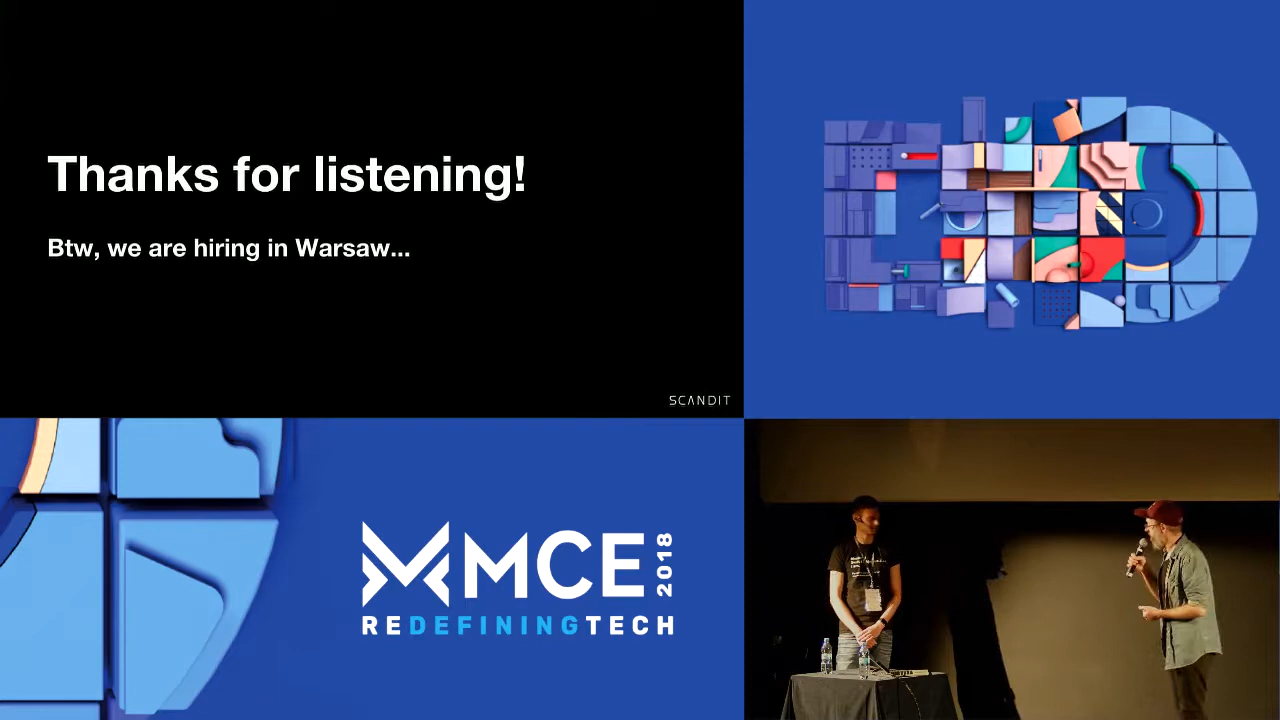 Thanks for listening!
Btw, we are hiring in Warsaw...
SCANDIT
MCE 2018
REDEFININGTECH